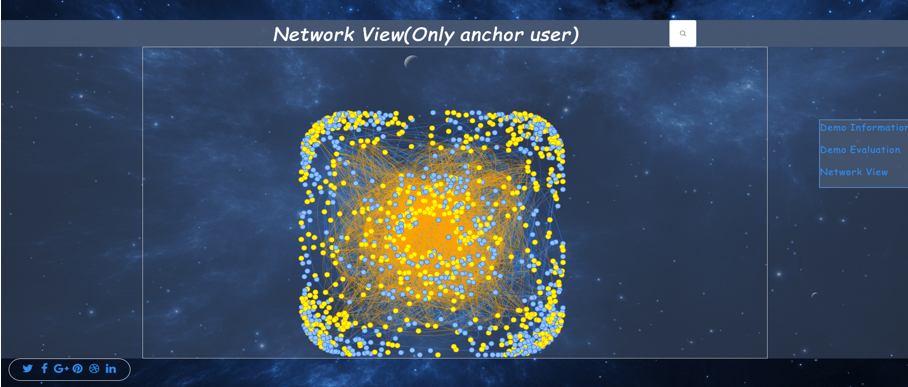 Network View(Only anchor user)
Demo Information
Demo Evaluation
Network View